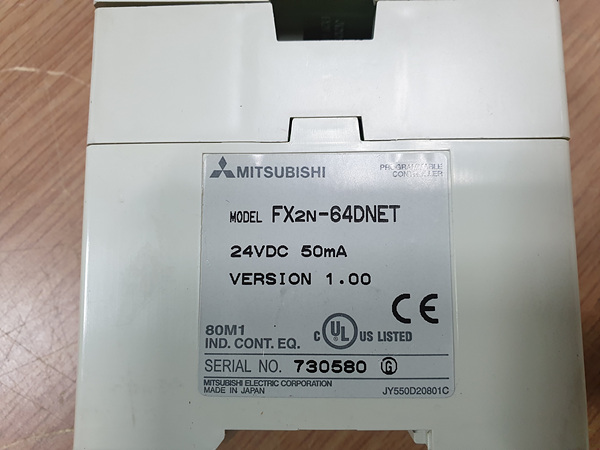 MITSUBISHI
PROGRAMMABLE
CONTROLLER
MODEL FX2N-64DNET
24VDC 50mA
VERSION 1.00
CE
80M1
IND. CONT. EQ.
C UL US LISTED
SERIAL NO. 730580 G
MITSUBISHI ELECTRIC CORPORATION
MADE IN JAPAN
JY550D20801C